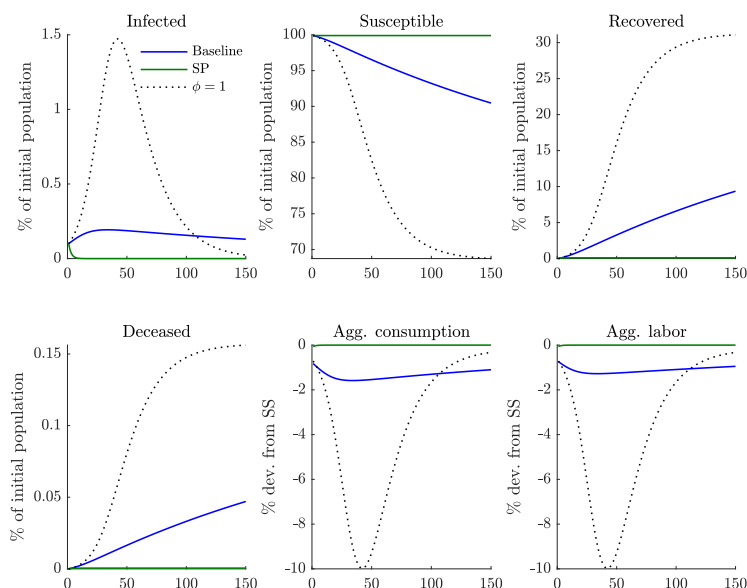 Infected
Susceptible
Recovered
% of initial population
1.5
1
0.5
0
0 50 100 150
Baseline
SP
ϕ = 1
% of initial population
100
95
90
85
80
75
70
0 50 100 150
% of initial population
30
25
20
15
10
5
0
0 50 100 150
Deceased
Agg. consumption
Agg. labor
% of initial population
0.15
0.1
0.05
0
0 50 100 150
% dev. from SS
0
-2
-4
-6
-8
-10
0 50 100 150
% dev. from SS
0
-2
-4
-6
-8
-10
0 50 100 150